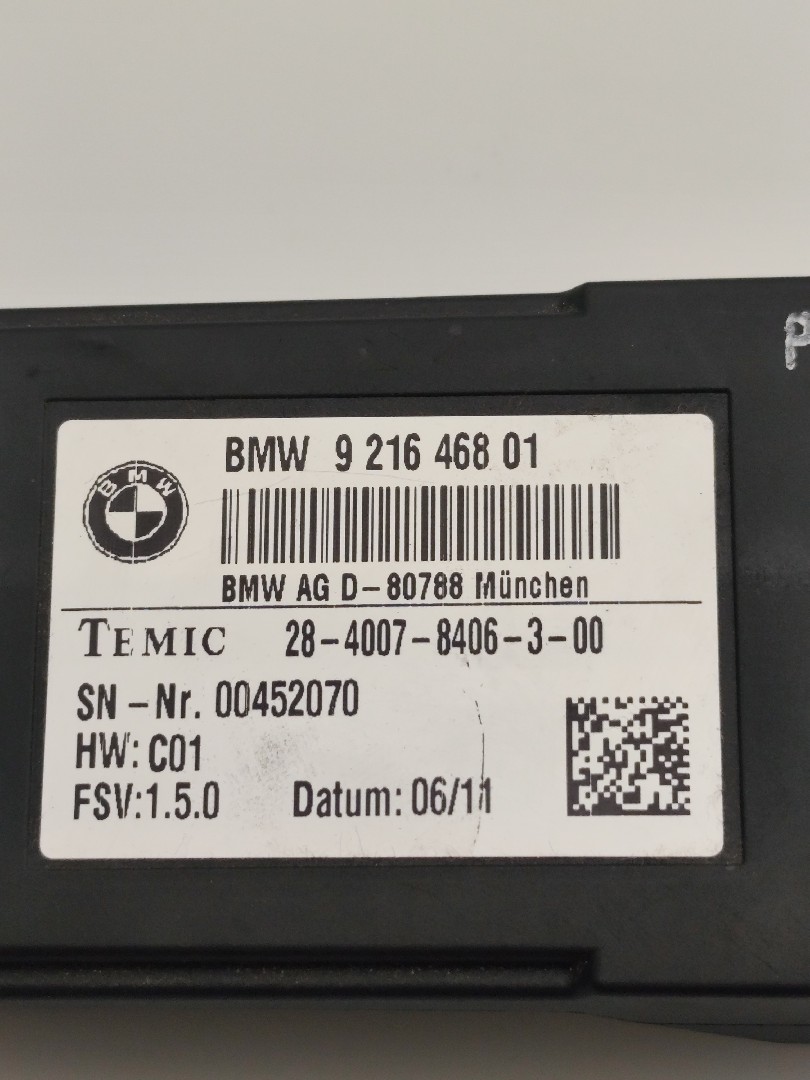 P
BMW 9 216 468 01
BMW
BMW AG D-80788 München
TEMIC 28-4007-8406-3-00
SN-Nr. 00452070
HW: C01
FSV:1.5.0 Datum: 06/11